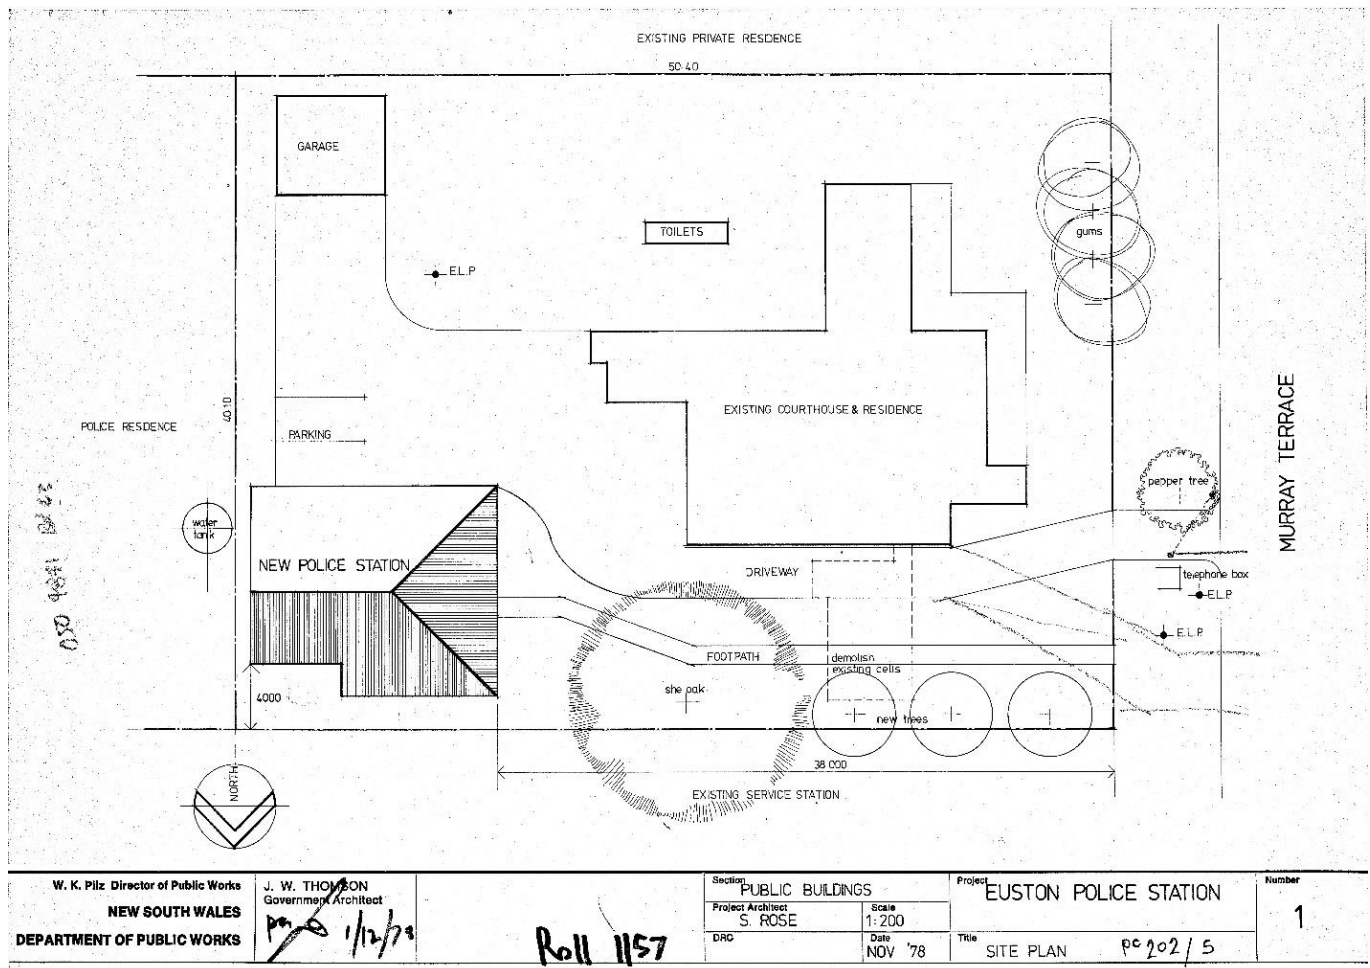 EXISTING PRIVATE RESIDENCE
50·40
GARAGE
TOILETS
gums
E.L.P
POLICE RESIDENCE
40·10
EXISTING COURTHOUSE & RESIDENCE
PARKING
MURRAY TERRACE
pepper tree
water
tank
NEW POLICE STATION
DRIVEWAY
telephone box
E.L.P
E.L.P.
FOOTPATH
demolish
existing cells
4000
she oak
new trees
38 000
NORTH
EXISTING SERVICE STATION
W. K. Pilz Director of Public Works
NEW SOUTH WALES
DEPARTMENT OF PUBLIC WORKS
J. W. THOMSON
Government Architect
1/12/78
Roll 1157
Section
PUBLIC BUILDINGS
Project Architect
S. ROSE
Scale
1:200
DRG
Date
NOV '78
Project
EUSTON POLICE STATION
Title
SITE PLAN
pc 202 / 5
Number
1